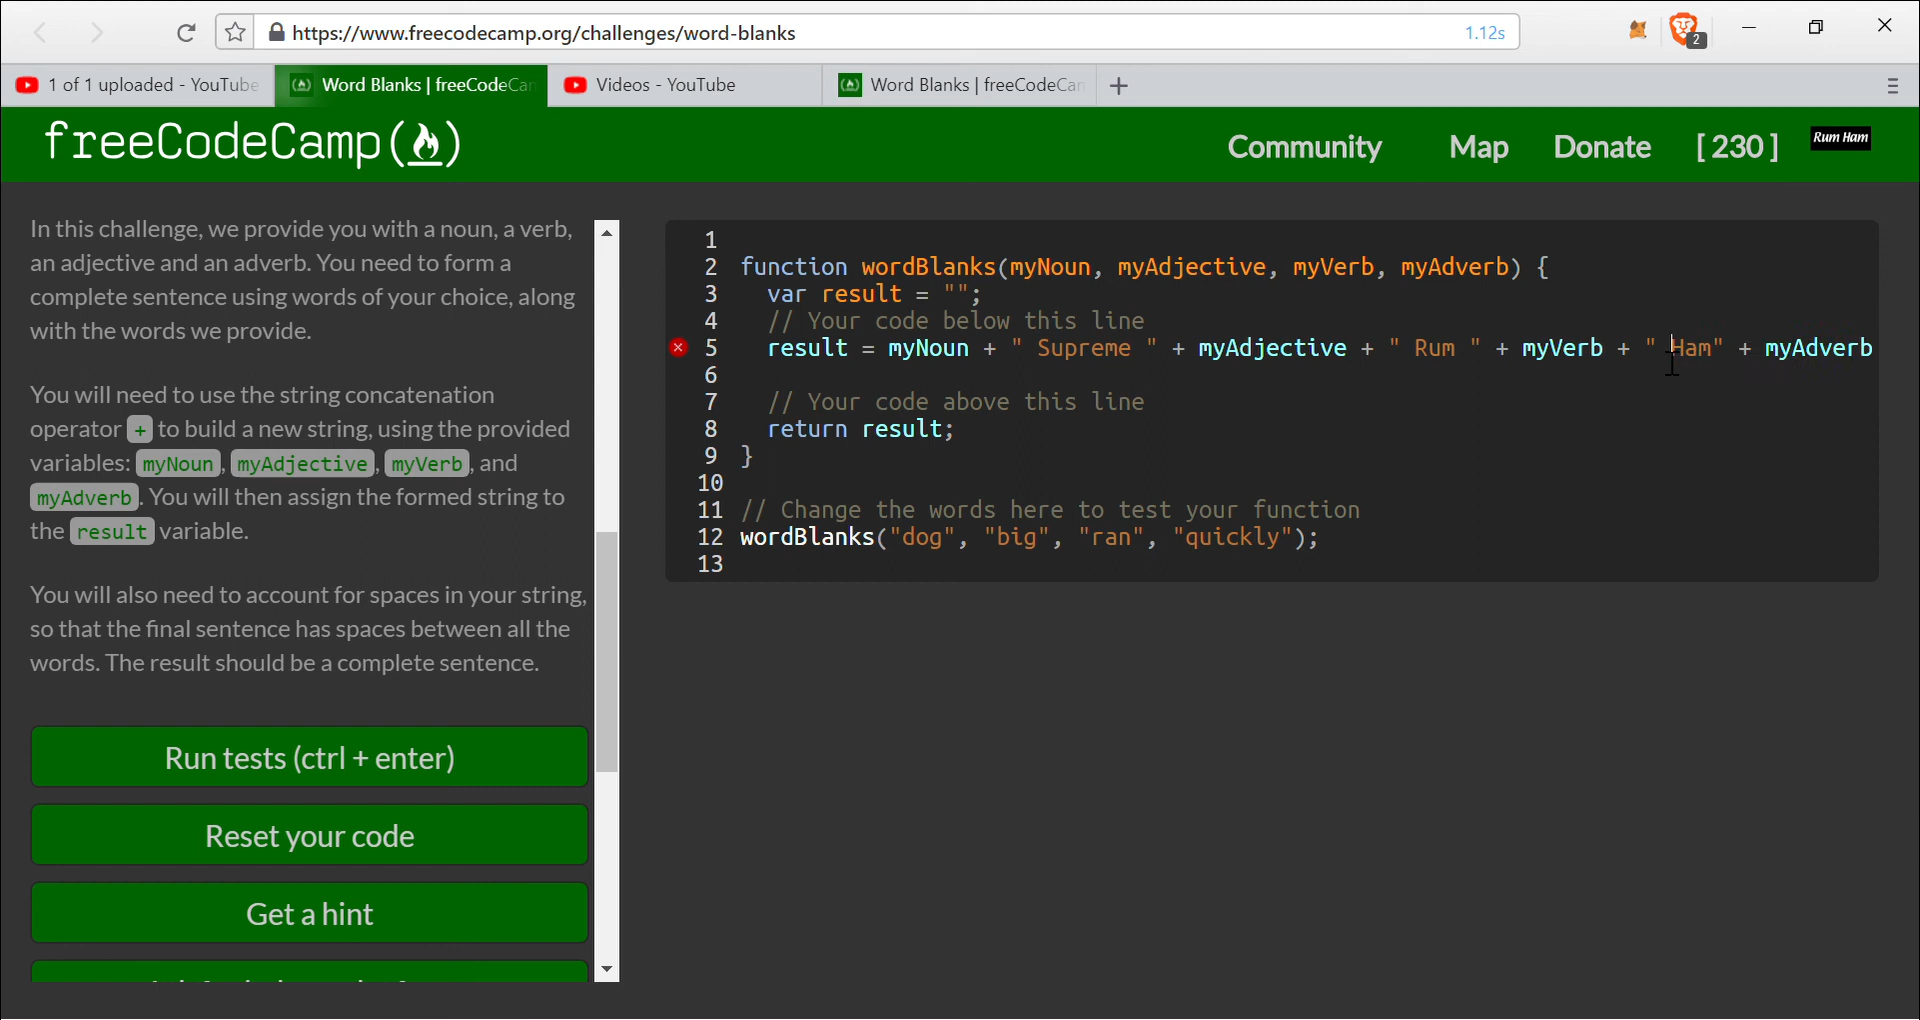 https://www.freecodecamp.org/challenges/word-blanks
1.12s
2
1 of 1 uploaded - YouTube
Word Blanks | freeCodeCam
Videos - YouTube
Word Blanks | freeCodeCam
freeCodeCamp
Community Map Donate [ 230 ]
Rum Ham
In this challenge, we provide you with a noun, a verb,
an adjective and an adverb. You need to form a
complete sentence using words of your choice, along
with the words we provide.
You will need to use the string concatenation
operator + to build a new string, using the provided
variables: myNoun, myAdjective, myVerb, and
myAdverb. You will then assign the formed string to
the result variable.
You will also need to account for spaces in your string,
so that the final sentence has spaces between all the
words. The result should be a complete sentence.
Run tests (ctrl + enter)
Reset your code
Get a hint
1
2 function wordBlanks(myNoun, myAdjective, myVerb, myAdverb) {
3 var result = "";
4 // Your code below this line
5 result = myNoun + " Supreme " + myAdjective + " Rum " + myVerb + " Ham" + myAdverb
6
7 // Your code above this line
8 return result;
9 }
10
11 // Change the words here to test your function
12 wordBlanks("dog", "big", "ran", "quickly");
13